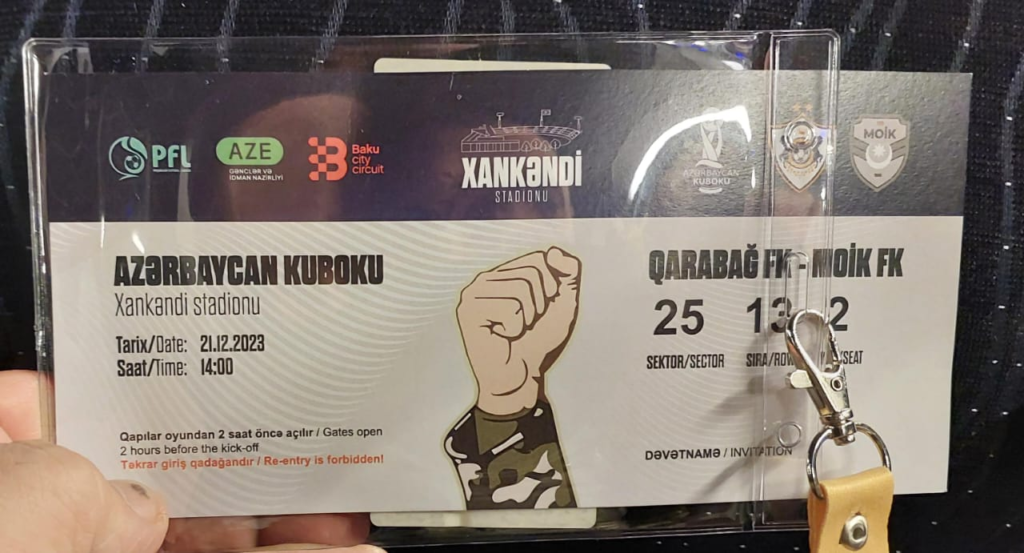 PFL
AZE
GƏNCLƏR VƏ
İDMAN NAZİRLİYİ
Baku
city
circuit
XANKƏNDİ
STADIONU
AZƏRBAYCAN
KUBOKU
MOİK
AZƏRBAYCAN KUBOKU
Xankəndi stadionu
Tarix/Date: 21.12.2023
Saat/Time: 14:00
Qapılar oyundan 2 saat öncə açılır / Gates open
2 hours before the kick-off
Təkrar giriş qadağandır / Re-entry is forbidden!
QARABAĞ FK - MOİK FK
25 13 2
SEKTOR/SECTOR SIRA/ROW /SEAT
DƏVƏTNAMƏ / INVITATION